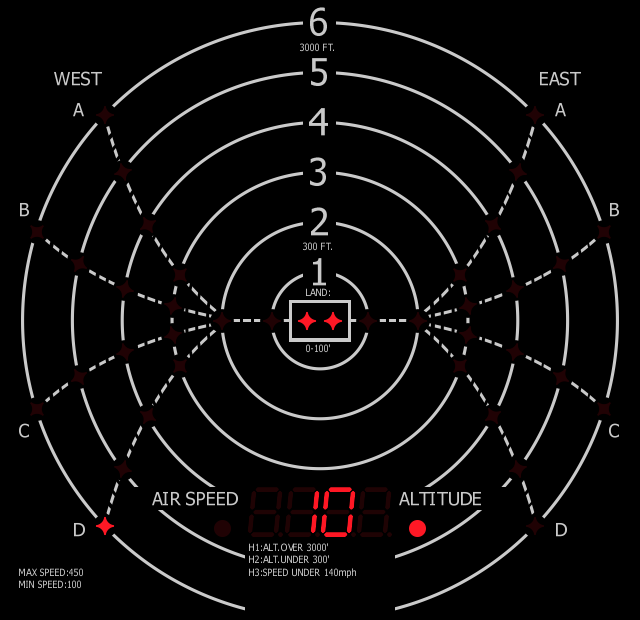 6
3000 FT.
5
WEST
EAST
A
A
4
3
B
B
2
300 FT.
1
LAND:
0-100'
C
C
AIR SPEED
10
ALTITUDE
D
D
H1:ALT.OVER 3000'
H2:ALT.UNDER 300'
H3:SPEED UNDER 140mph
MAX SPEED:450
MIN SPEED:100